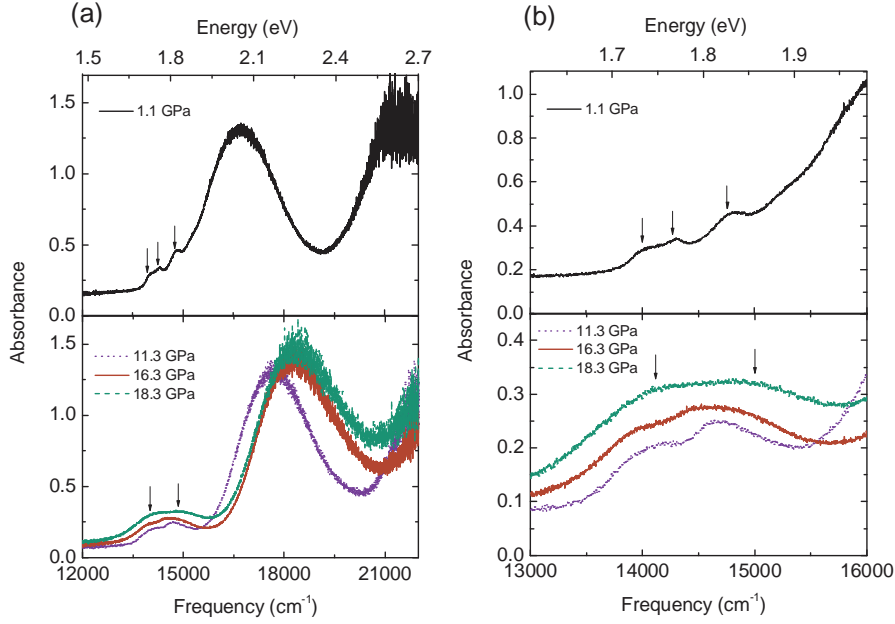 (a)
Energy (eV)
1.5 1.8 2.1 2.4 2.7
1.5
1.0
0.5
0.0
1.1 GPa
Absorbance
1.5
1.0
0.5
0.0
11.3 GPa
16.3 GPa
18.3 GPa
12000 15000 18000 21000
Frequency (cm-1)
(b)
Energy (eV)
1.7 1.8 1.9
1.0
0.8
0.6
0.4
0.2
0.0
1.1 GPa
Absorbance
0.4
0.3
0.2
0.1
0.0
11.3 GPa
16.3 GPa
18.3 GPa
13000 14000 15000 16000
Frequency (cm-1)